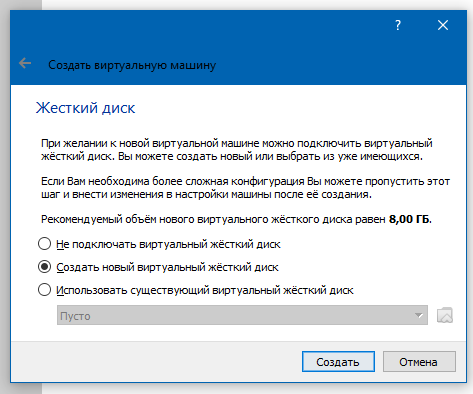 ?
Создать виртуальную машину
Жесткий диск
При желании к новой виртуальной машине можно подключить виртуальный
жёсткий диск. Вы можете создать новый или выбрать из уже имеющихся.
Если Вам необходима более сложная конфигурация Вы можете пропустить этот
шаг и внести изменения в настройки машины после её создания.
Рекомендуемый объём нового виртуального жёсткого диска равен 8,00 ГБ.
Не подключать виртуальный жёсткий диск
Создать новый виртуальный жёсткий диск
Использовать существующий виртуальный жёсткий диск
Пусто
Создать Отмена